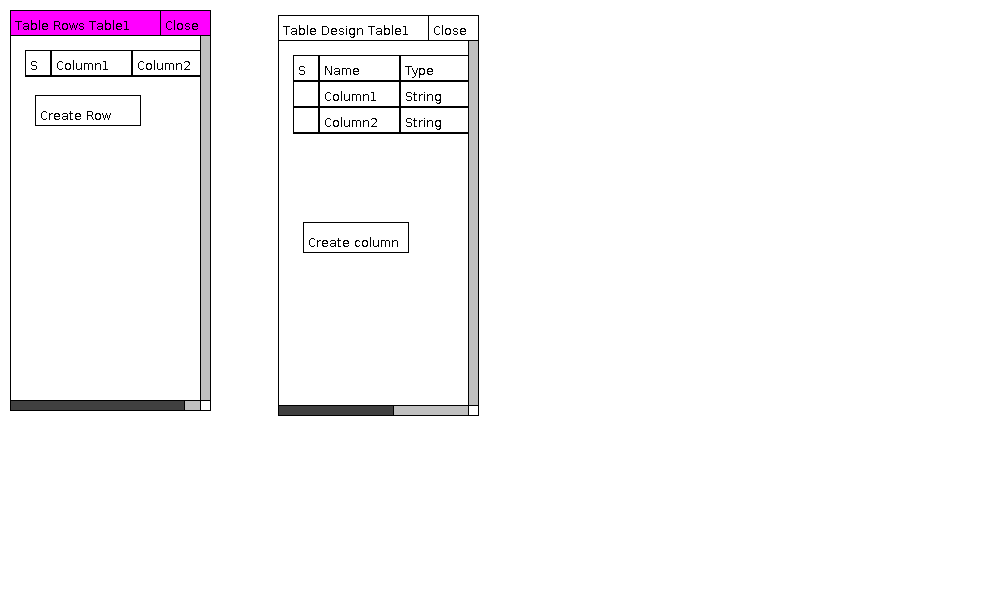 Table Rows Table1 Close
S Column1 Column2
Create Row
Table Design Table1 Close
S Name Type
Column1 String
Column2 String
Create column